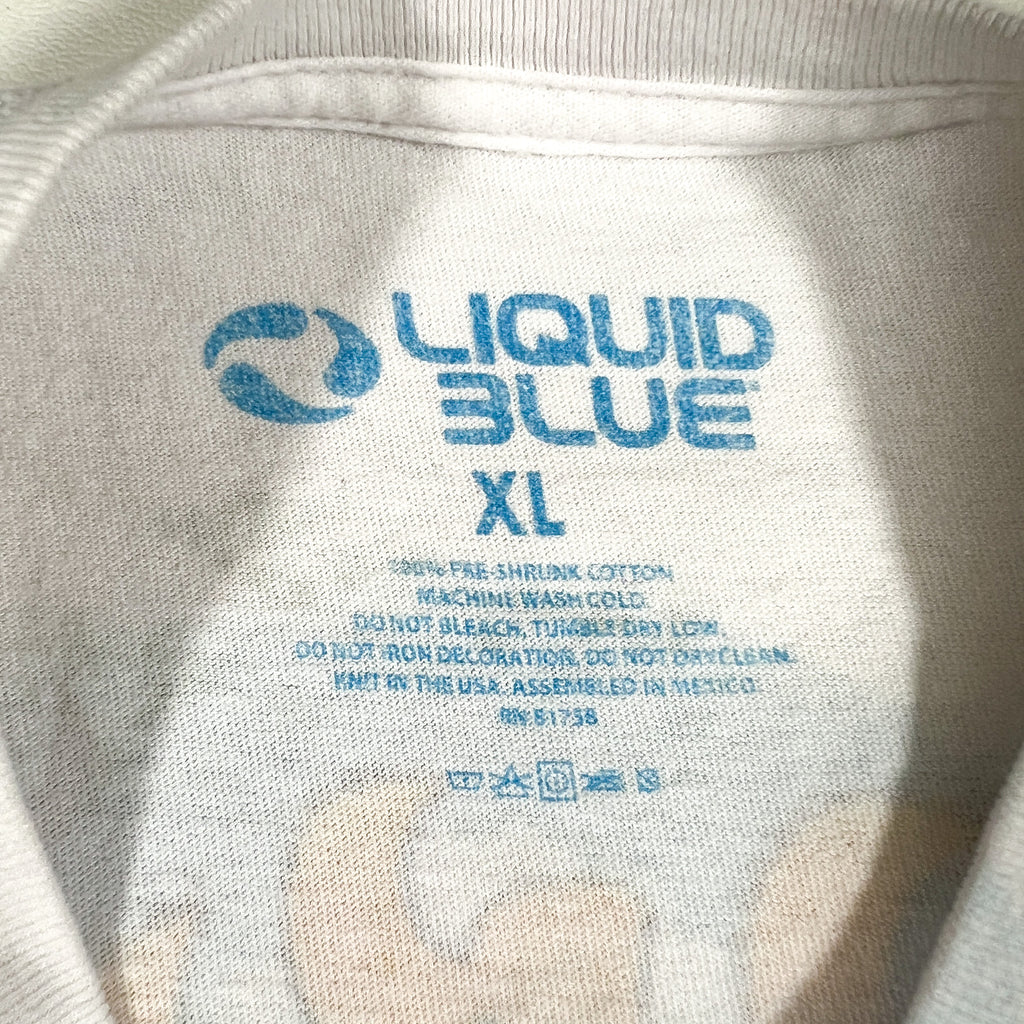 LIQUID
BLUE
XL
100% PRE-SHRUNK COTTON
MACHINE WASH COLD.
DO NOT BLEACH. TUMBLE DRY LOW.
DO NOT IRON DECORATION. DO NOT DRYCLEAN.
KNIT IN THE USA. ASSEMBLED IN MEXICO.
RN 81738